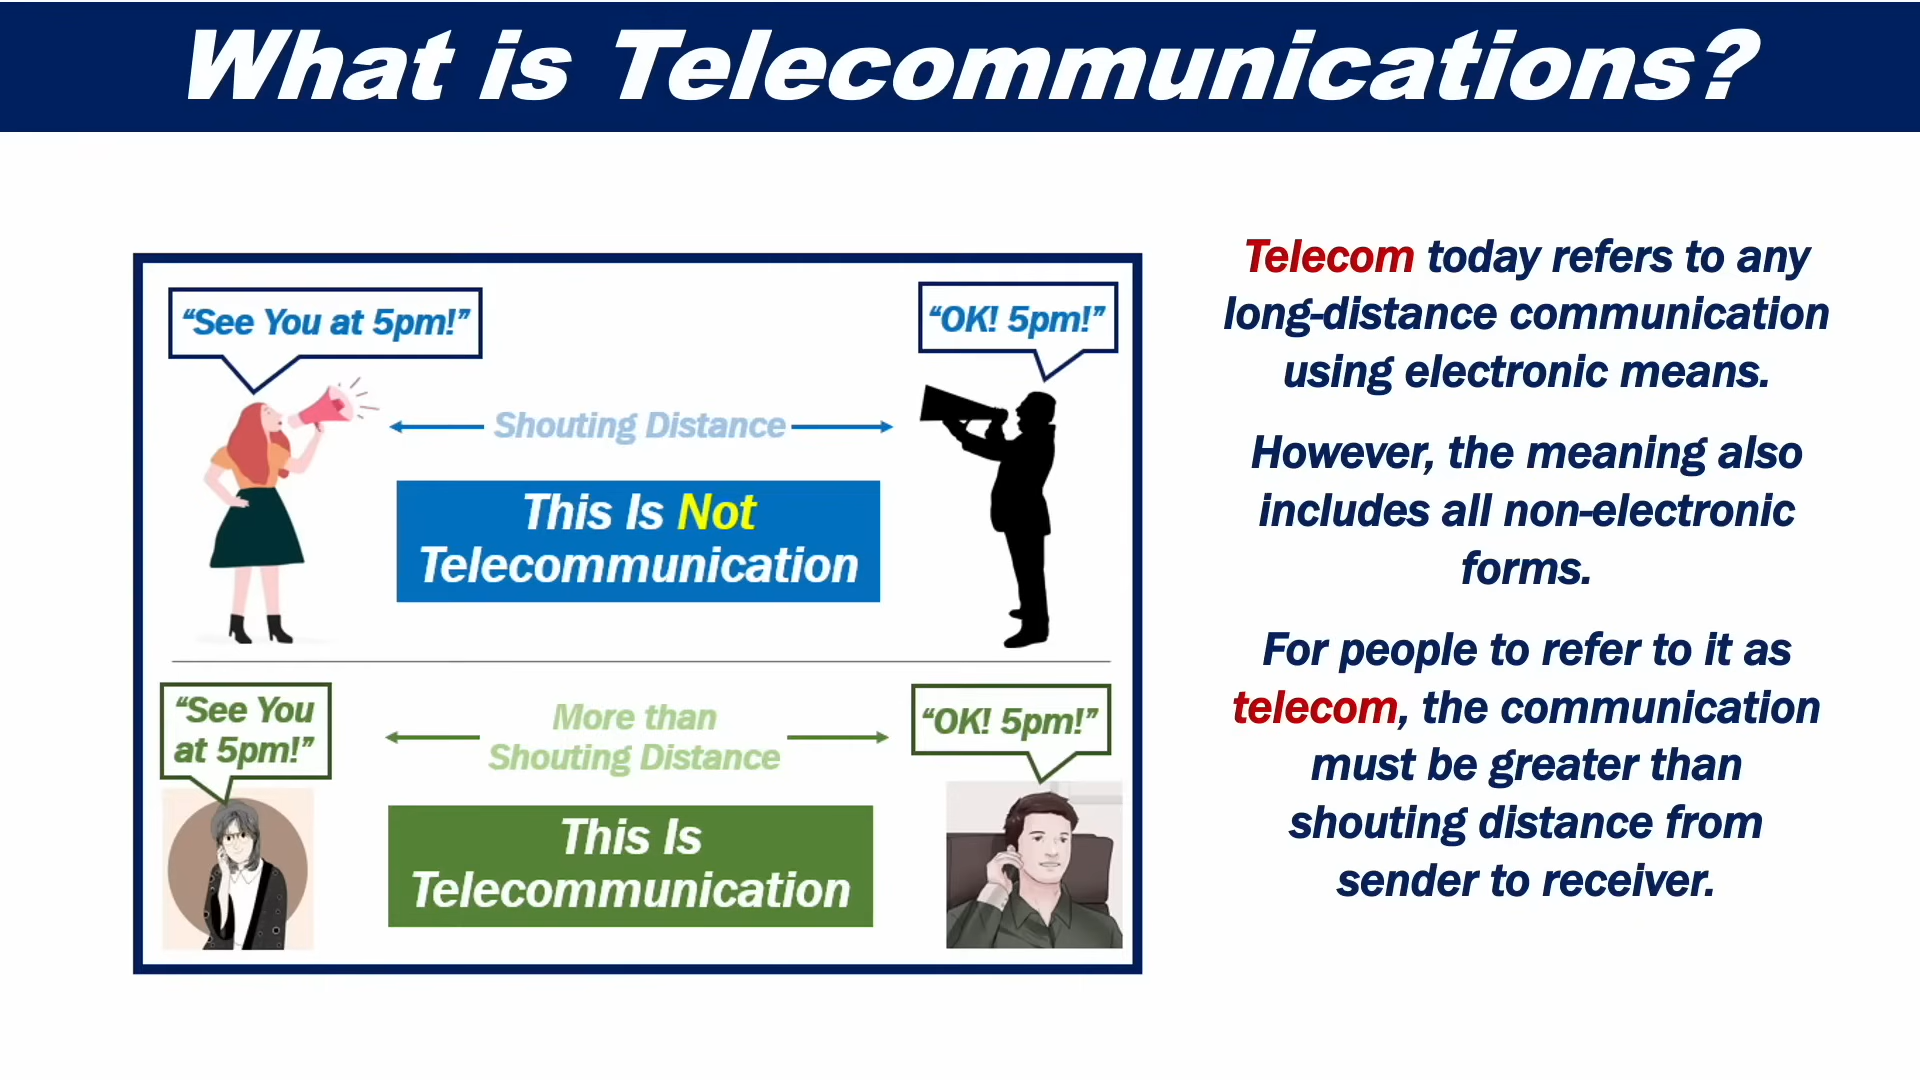 What is Telecommunications?
“See You at 5pm!”
“OK! 5pm!”
Shouting Distance
This Is Not
Telecommunication
“See You
at 5pm!”
More than
Shouting Distance
“OK! 5pm!”
This Is
Telecommunication
Telecom today refers to any
long-distance communication
using electronic means.
However, the meaning also
includes all non-electronic
forms.
For people to refer to it as
telecom, the communication
must be greater than
shouting distance from
sender to receiver.